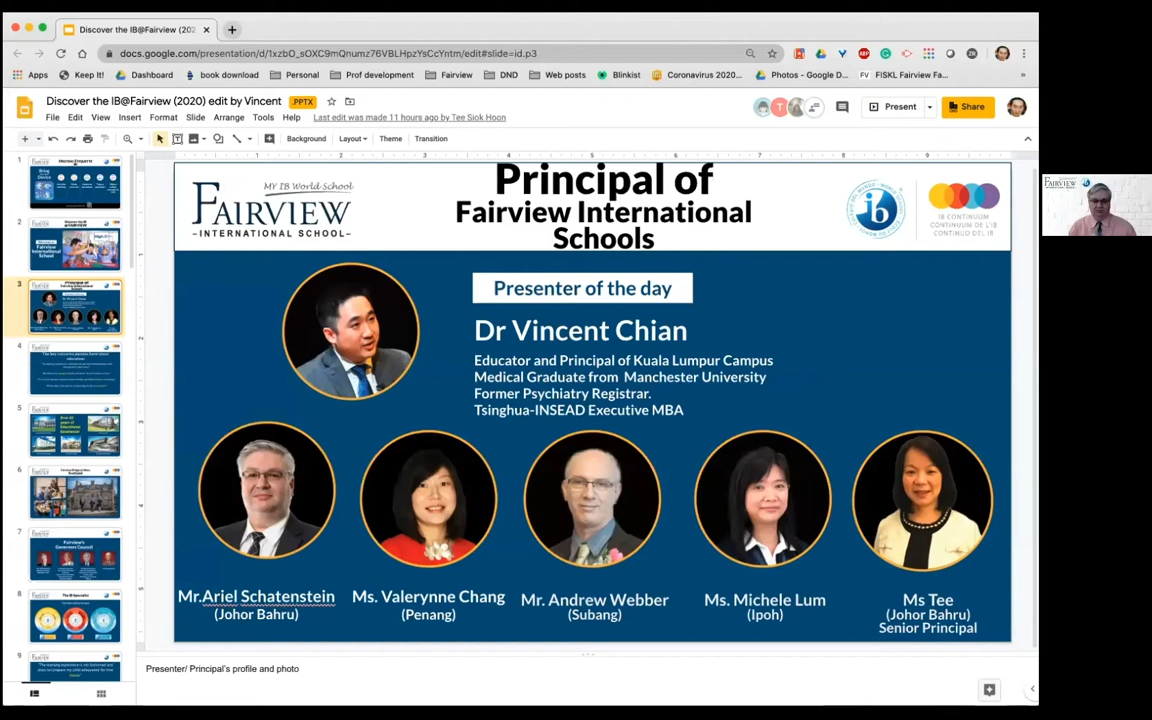 Discover the IB@Fairview (202
docs.google.com/presentation/d/1xzbO_sOXC9mQnumz76VBLHpzYsCcYntm/edit#slide=id.p3
Apps Keep It! Dashboard book download Personal Prof development Fairview DND Web posts Blinkist Coronavirus 2020... Photos - Google D... FISKL Fairview Fa...
Discover the IB@Fairview (2020) edit by Vincent .PPTX
File Edit View Insert Format Slide Arrange Tools Help Last edit was made 11 hours ago by Tee Siok Hoon
Present Share
Background Layout Theme Transition
MY IB World School
FAIRVIEW
-INTERNATIONAL SCHOOL-
Principal of
Fairview International
Schools
IB CONTINUUM
CONTINUUM DE L'IB
CONTINUO DEL IB
Presenter of the day
Dr Vincent Chian
Educator and Principal of Kuala Lumpur Campus
Medical Graduate from Manchester University
Former Psychiatry Registrar.
Tsinghua-INSEAD Executive MBA
Mr.Ariel Schatenstein
(Johor Bahru)
Ms. Valerynne Chang
(Penang)
Mr. Andrew Webber
(Subang)
Ms. Michele Lum
(Ipoh)
Ms Tee
(Johor Bahru)
Senior Principal
Presenter/ Principal's profile and photo